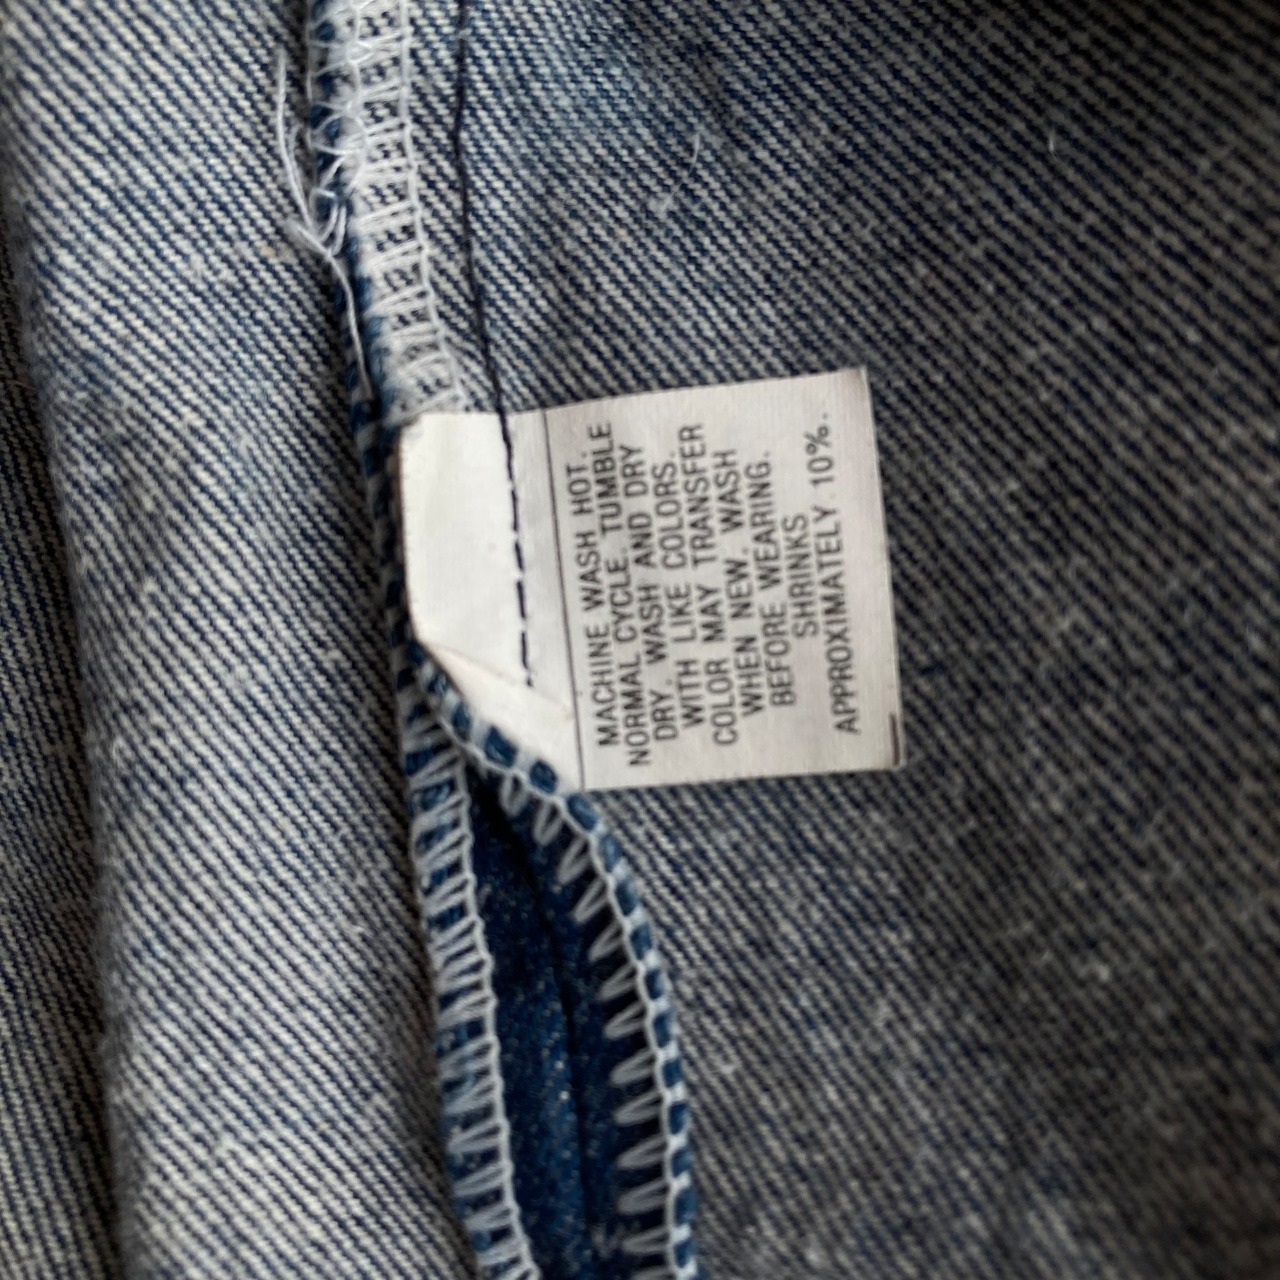 MACHINE WASH HOT.
NORMAL CYCLE. TUMBLE
DRY. WASH AND DRY
WITH LIKE COLORS.
COLOR MAY TRANSFER
WHEN NEW. WASH
BEFORE WEARING.
SHRINKS
APPROXIMATELY 10%.